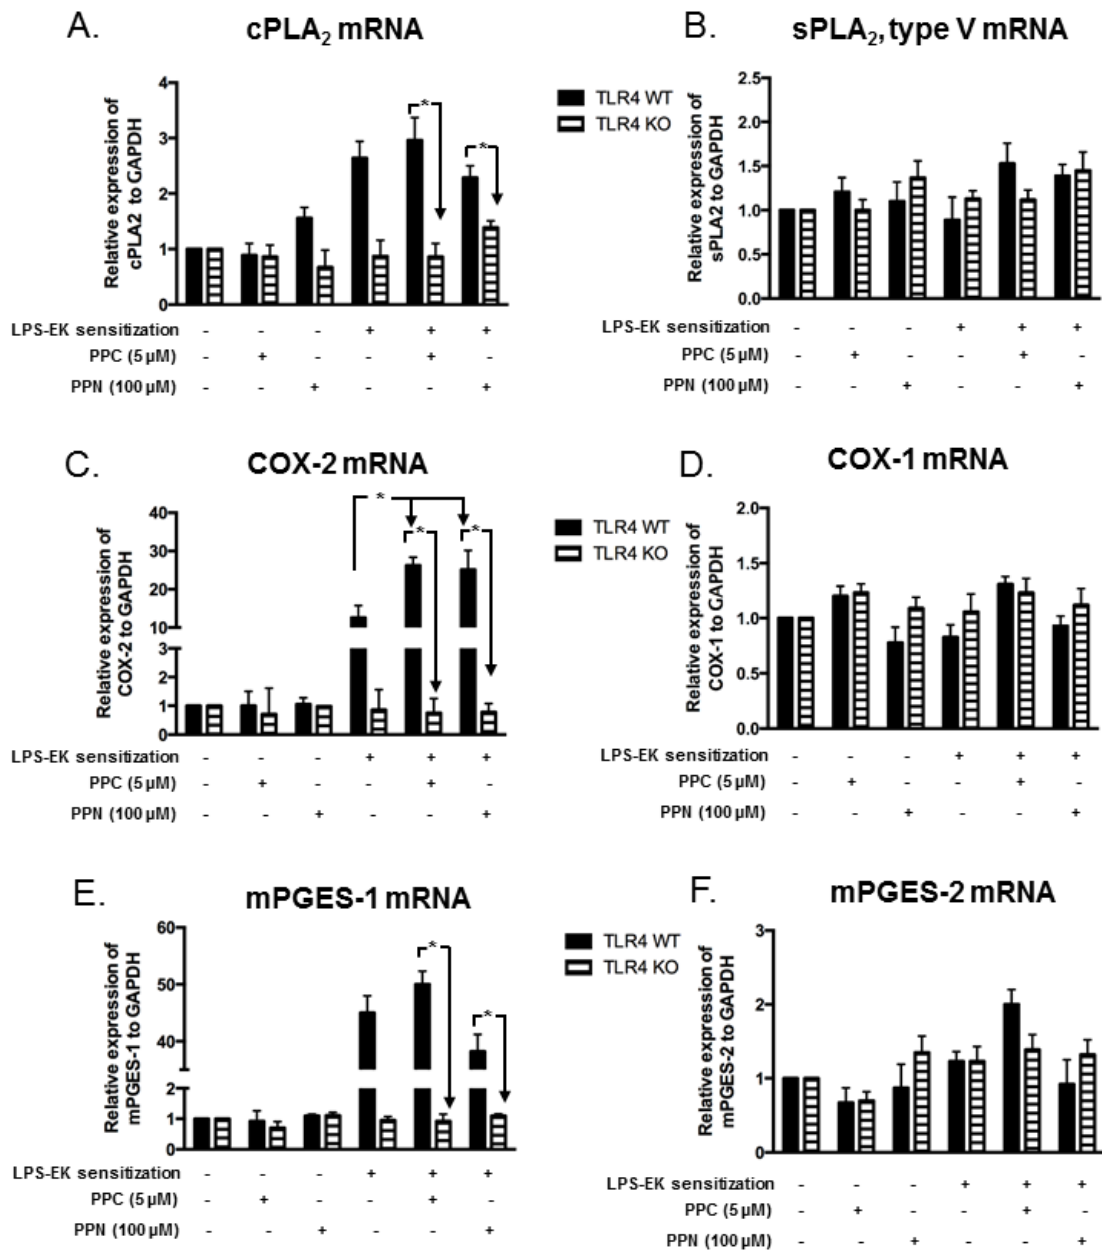 A.
cPLA₂ mRNA
Relative expression of
cPLA2 to GAPDH
4
3
2
1
0
*
*
LPS-EK sensitization - - - + + +
PPC (5 µM) - + - - + -
PPN (100 µM) - - + - - +
TLR4 WT
TLR4 KO
B.
sPLA₂, type V mRNA
Relative expression of
sPLA2 to GAPDH
2.5
2.0
1.5
1.0
0.5
0.0
LPS-EK sensitization - - - + + +
PPC (5 µM) - + - - + -
PPN (100 µM) - - + - - +
C.
COX-2 mRNA
Relative expression of
COX-2 to GAPDH
40
30
20
10
3
2
1
0
*
*
*
LPS-EK sensitization - - - + + +
PPC (5 µM) - + - - + -
PPN (100 µM) - - + - - +
TLR4 WT
TLR4 KO
D.
COX-1 mRNA
Relative expression of
COX-1 to GAPDH
2.0
1.5
1.0
0.5
0.0
LPS-EK sensitization - - - + + +
PPC (5 µM) - + - - + -
PPN (100 µM) - - + - - +
E.
mPGES-1 mRNA
Relative expression of
mPGES-1 to GAPDH
60
50
40
2
1
0
*
*
LPS-EK sensitization - - - + + +
PPC (5 µM) - + - - + -
PPN (100 µM) - - + - - +
TLR4 WT
TLR4 KO
F.
mPGES-2 mRNA
Relative expression of
mPGES-2 to GAPDH
3
2
1
0
LPS-EK sensitization - - - + + +
PPC (5 µM) - + - - + -
PPN (100 µM) - - + - - +